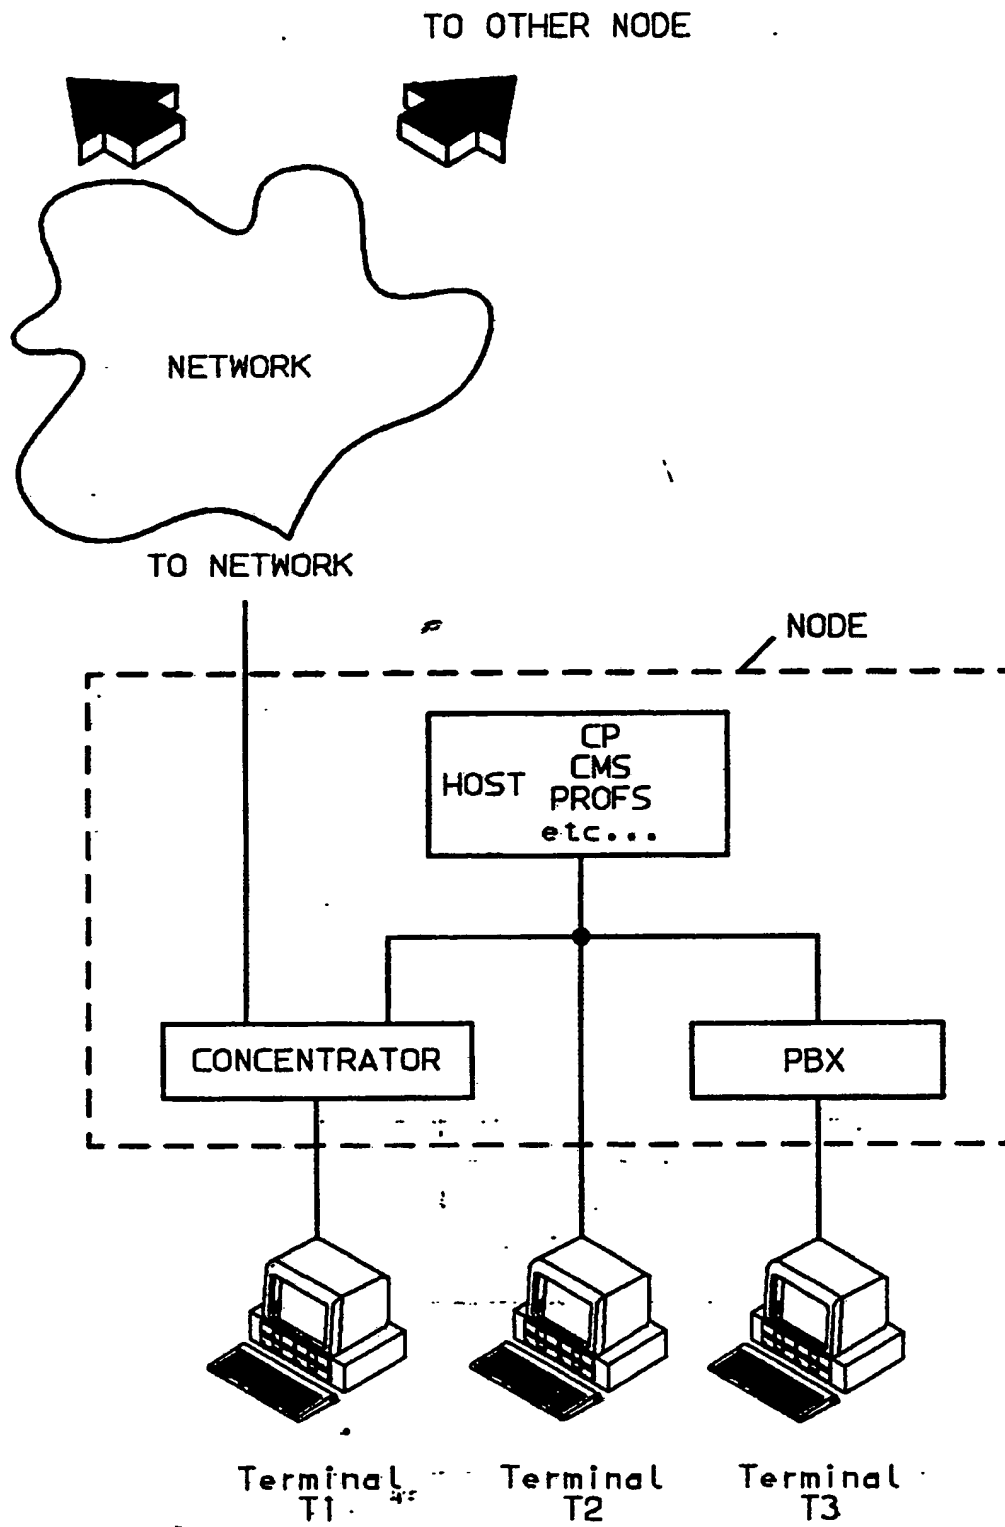 TO OTHER NODE
NETWORK
TO NETWORK
NODE
HOST
CP
CMS
PROFS
etc...
CONCENTRATOR
PBX
Terminal
T1
Terminal
T2
Terminal
T3